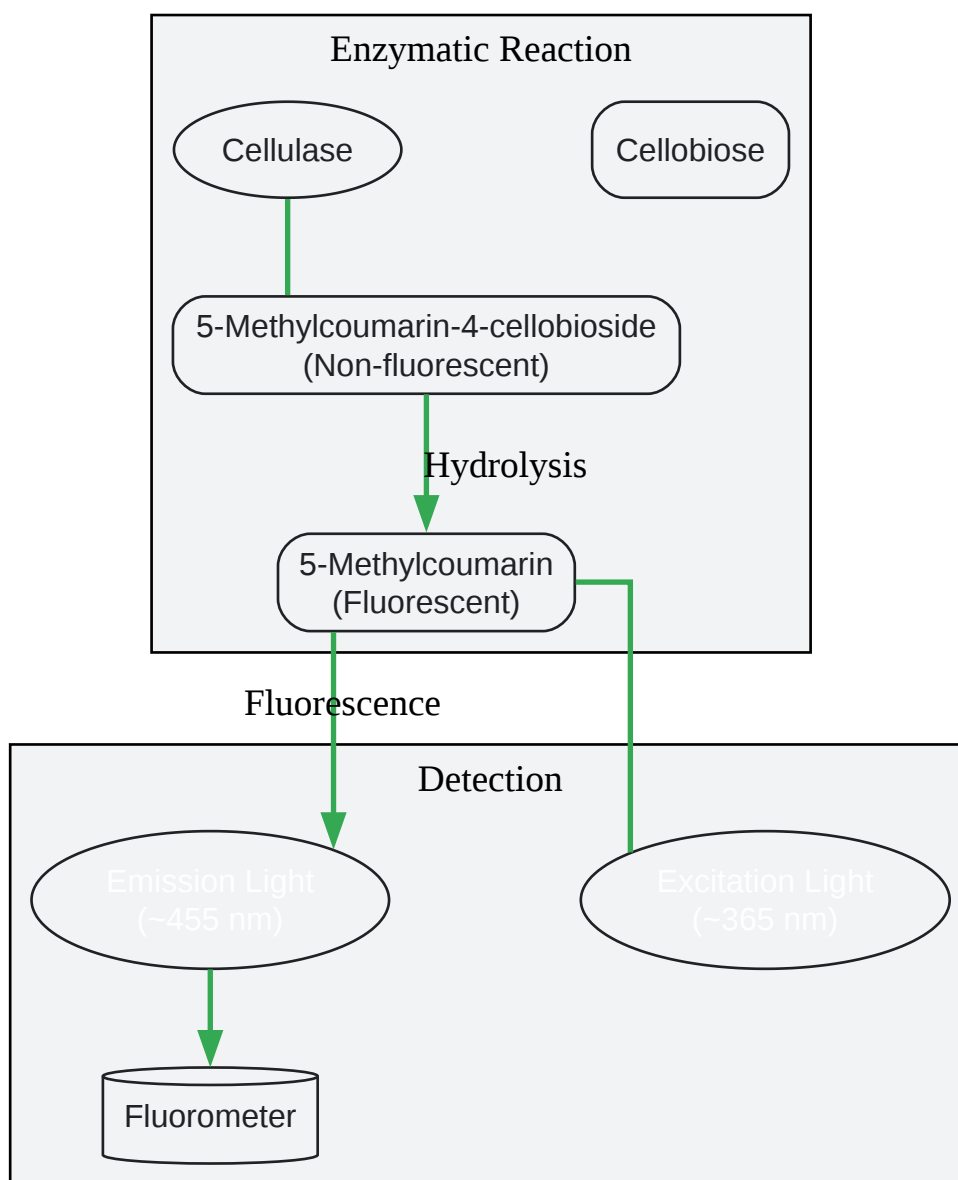 Enzymatic Reaction
Cellulase
Cellobiose
5-Methylcoumarin-4-cellobioside
(Non-fluorescent)
Hydrolysis
5-Methylcoumarin
(Fluorescent)
Fluorescence
Detection
Emission Light
(~455 nm)
Excitation Light
(~365 nm)
Fluorometer